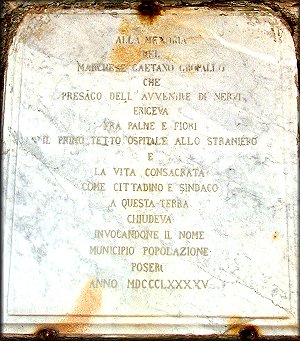 ALLA MEMORIA
DEL
MARCHESE GAETANO GROPALLO
CHE
PRESÀGO DELL'AVVENIRE DI NERVI
ERIGEVA
FRA PALME E FIORI
IL PRIMO TETTO OSPITALE ALLO STRANIERO
E
LA VITA CONSACRATA
COME CITTADINO E SINDACO
A QUESTA TERRA
CHIUDEVA
INVOCANDONE IL NOME
MUNICIPIO POPOLAZIONE
POSERO
ANNO MDCCCLXXXXV